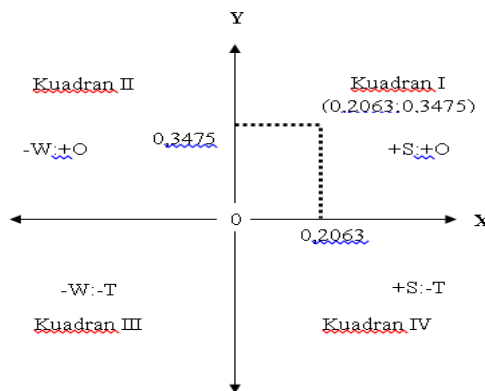 Y
Kuadran II
Kuadran I
(0,2063;0,3475)
0,3475
-W:+O
+S:+O
0
X
0,2063
-W:-T
+S:-T
Kuadran III
Kuadran IV